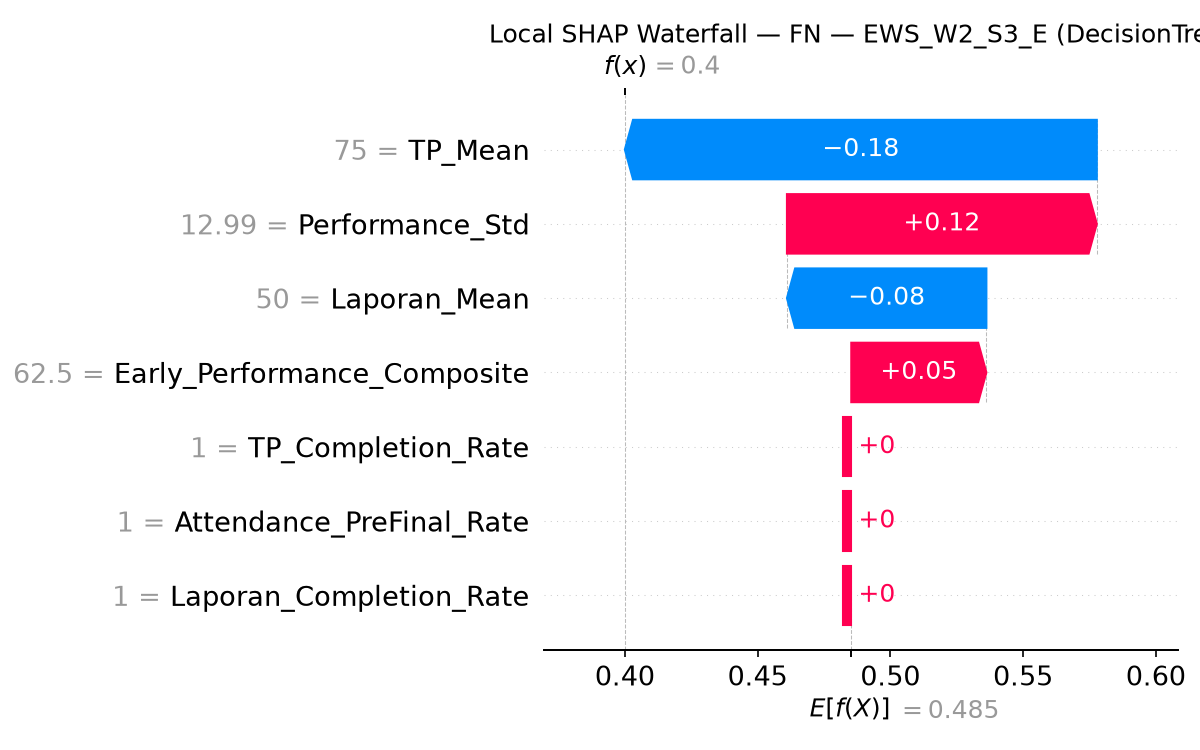 Local SHAP Waterfall — FN — EWS_W2_S3_E (DecisionTre
f(x) = 0.4
75 = TP_Mean −0.18
12.99 = Performance_Std +0.12
50 = Laporan_Mean −0.08
62.5 = Early_Performance_Composite +0.05
1 = TP_Completion_Rate +0
1 = Attendance_PreFinal_Rate +0
1 = Laporan_Completion_Rate +0
0.40 0.45 0.50 0.55 0.60
E[f(X)] = 0.485